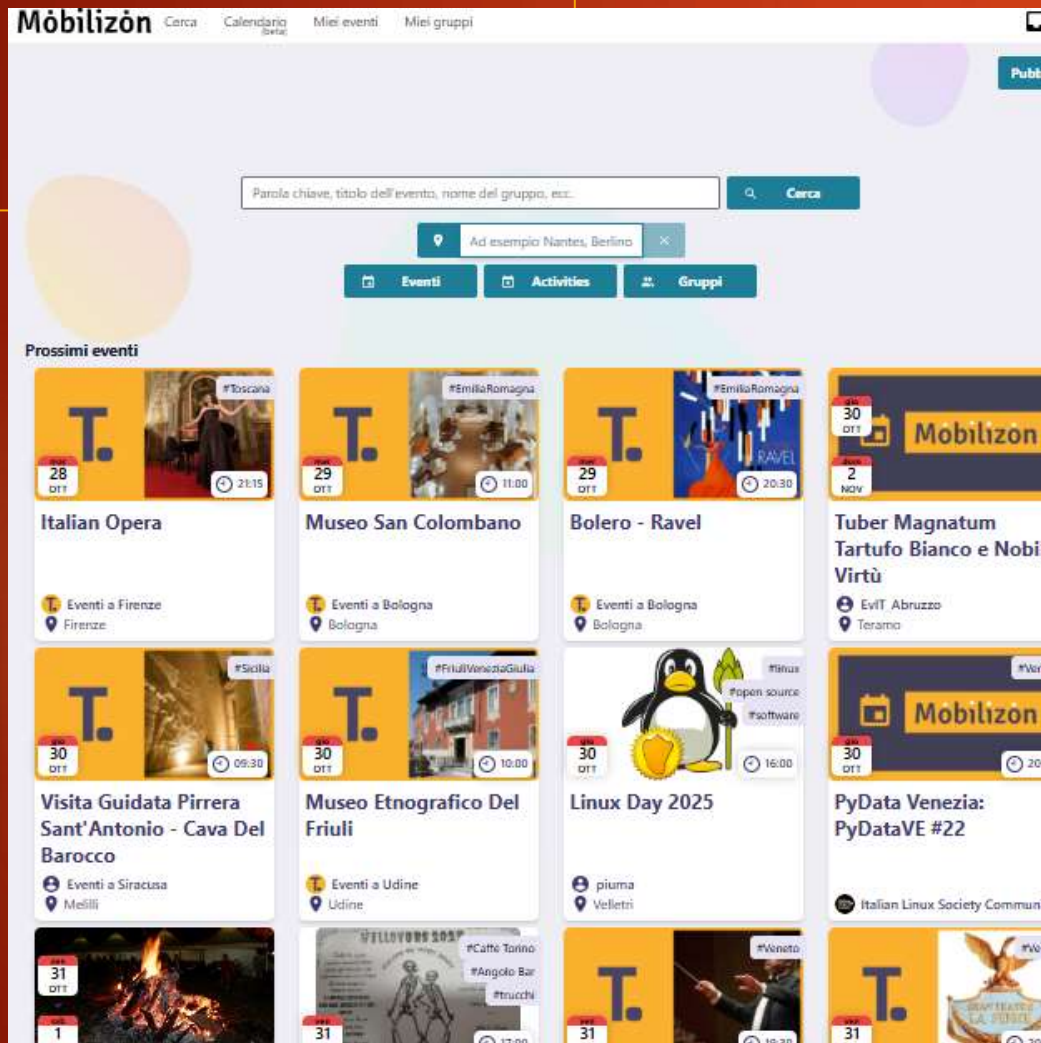 Mobilizon
Cerca
Calendario
(beta)
Miei eventi
Miei gruppi
Parola chiave, titolo dell'evento, nome del gruppo, ecc.
Cerca
Ad esempio Nantes, Berlino
Eventi
Activities
Gruppi
Prossimi eventi
#Toscana
T.
28
OTT
21:15
Italian Opera
Eventi a Firenze
Firenze
#EmiliaRomagna
T.
29
OTT
11:00
Museo San Colombano
Eventi a Bologna
Bologna
#EmiliaRomagna
T.
RAVEL
29
OTT
20:30
Bolero - Ravel
Eventi a Bologna
Bologna
30
OTT
2
NOV
Mobilizon
Tuber Magnatum
Tartufo Bianco e
Virtù
EvIT Abruzzo
Teramo
#Sicilia
T.
30
OTT
09:30
Visita Guidata Pirrera
Sant'Antonio - Cava Del
Barocco
Eventi a Siracusa
Melilli
#FriuliVeneziaGiulia
T.
30
OTT
10:00
Museo Etnografico Del
Friuli
Eventi a Udine
Udine
#linux
#open source
#software
30
OTT
16:00
Linux Day 2025
piuma
Velletri
Mobilizon
30
OTT
PyData Venezia:
PyDataVE #22
Italian Linux Society
31
OTT
1
#Caffè Torino
#Angolo Bar
#trucchi
31
17:00
#Veneto
T.
31
19:30
T.
31